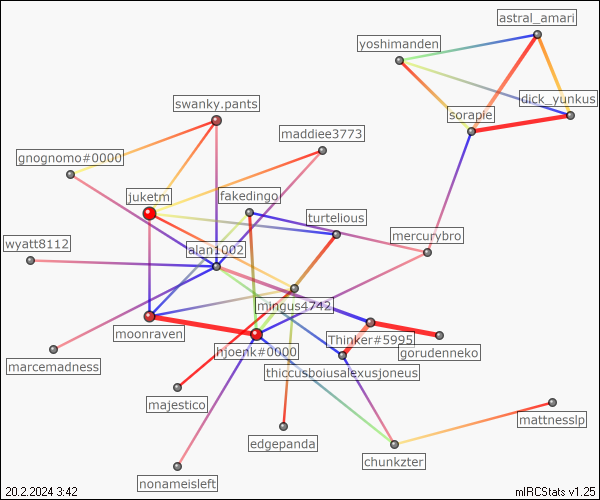 astral_amari
yoshimanden
dick_yunkus
swanky.pants
sorapie
maddiee3773
gnognomo#0000
juketm
fakedingo
turtelious
mercurybro
wyatt8112
alan1002
mingus4742
moonraven
Thinker#5995
hjoenk#0000
gorudenneko
marcemadness
thiccusboiusalexusjoneus
majestico
mattnesslp
edgepanda
chunkzter
nonameisleft
20.2.2024 3:42
mIRCStats v1.25